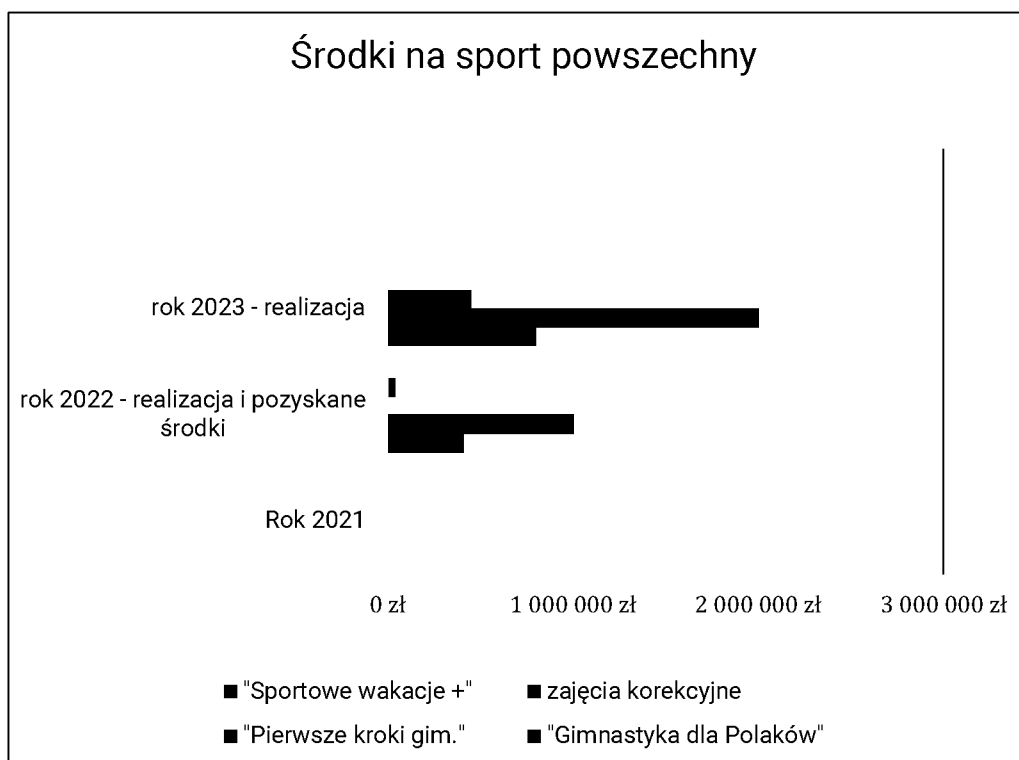 Środki na sport powszechny
rok 2023 - realizacja
rok 2022 - realizacja i pozyskane
środki
Rok 2021
0 zł 1 000 000 zł 2 000 000 zł 3 000 000 zł
"Sportowe wakacje +" zajęcia korekcyjne
"Pierwsze kroki gim." "Gimnastyka dla Polaków"